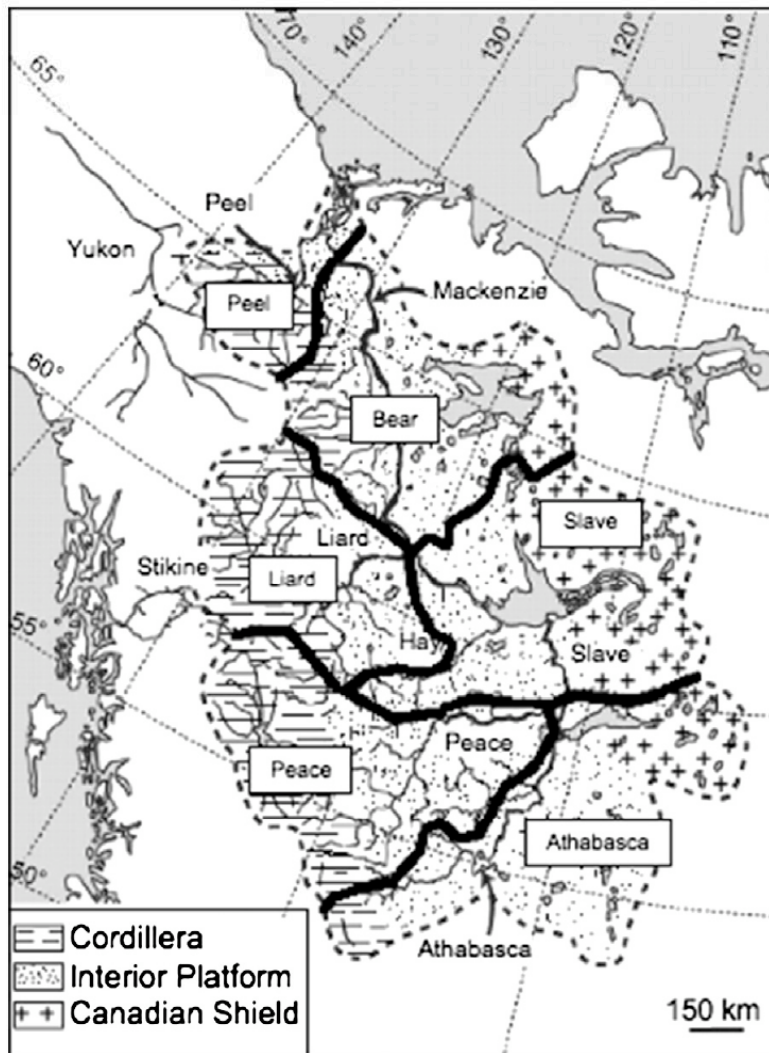 70°
140°
130°
120°
110°
65°
Peel
Yukon
Peel
Mackenzie
60°
Bear
Liard
Slave
Stikine
Liard
Hay
Slave
55°
Peace
Peace
Athabasca
50°
Athabasca
Cordillera
Interior Platform
Canadian Shield
150 km